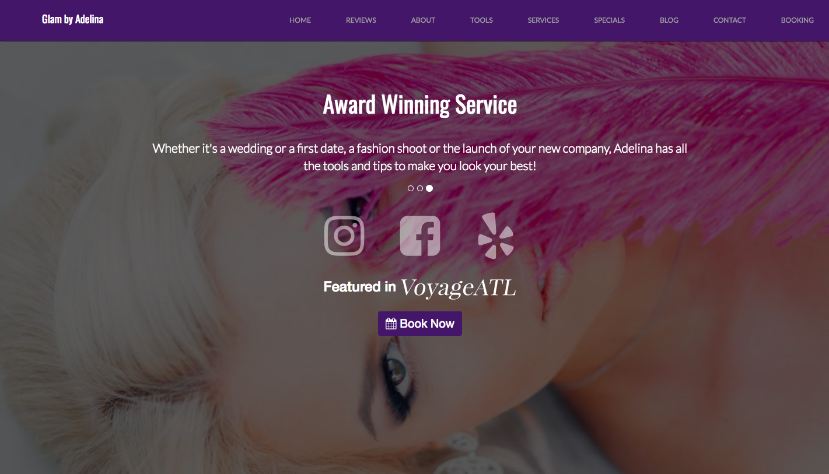 Glam by Adelina
HOME REVIEWS ABOUT TOOLS SERVICES SPECIALS BLOG CONTACT BOOKING
Award Winning Service
Whether it's a wedding or a first date, a fashion shoot or the launch of your new company, Adelina has all
the tools and tips to make you look your best!
Featured in VoyageATL
Book Now